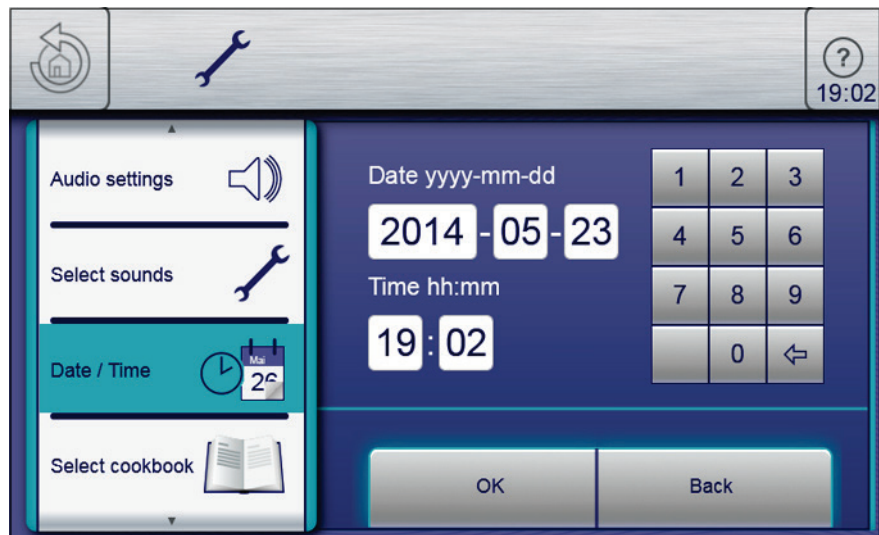 ?
19:02
Audio settings
Select sounds
Date / Time
Mai
26
Select cookbook
Date yyyy-mm-dd
2014 - 05 - 23
Time hh:mm
19 : 02
1 2 3
4 5 6
7 8 9
0
OK
Back